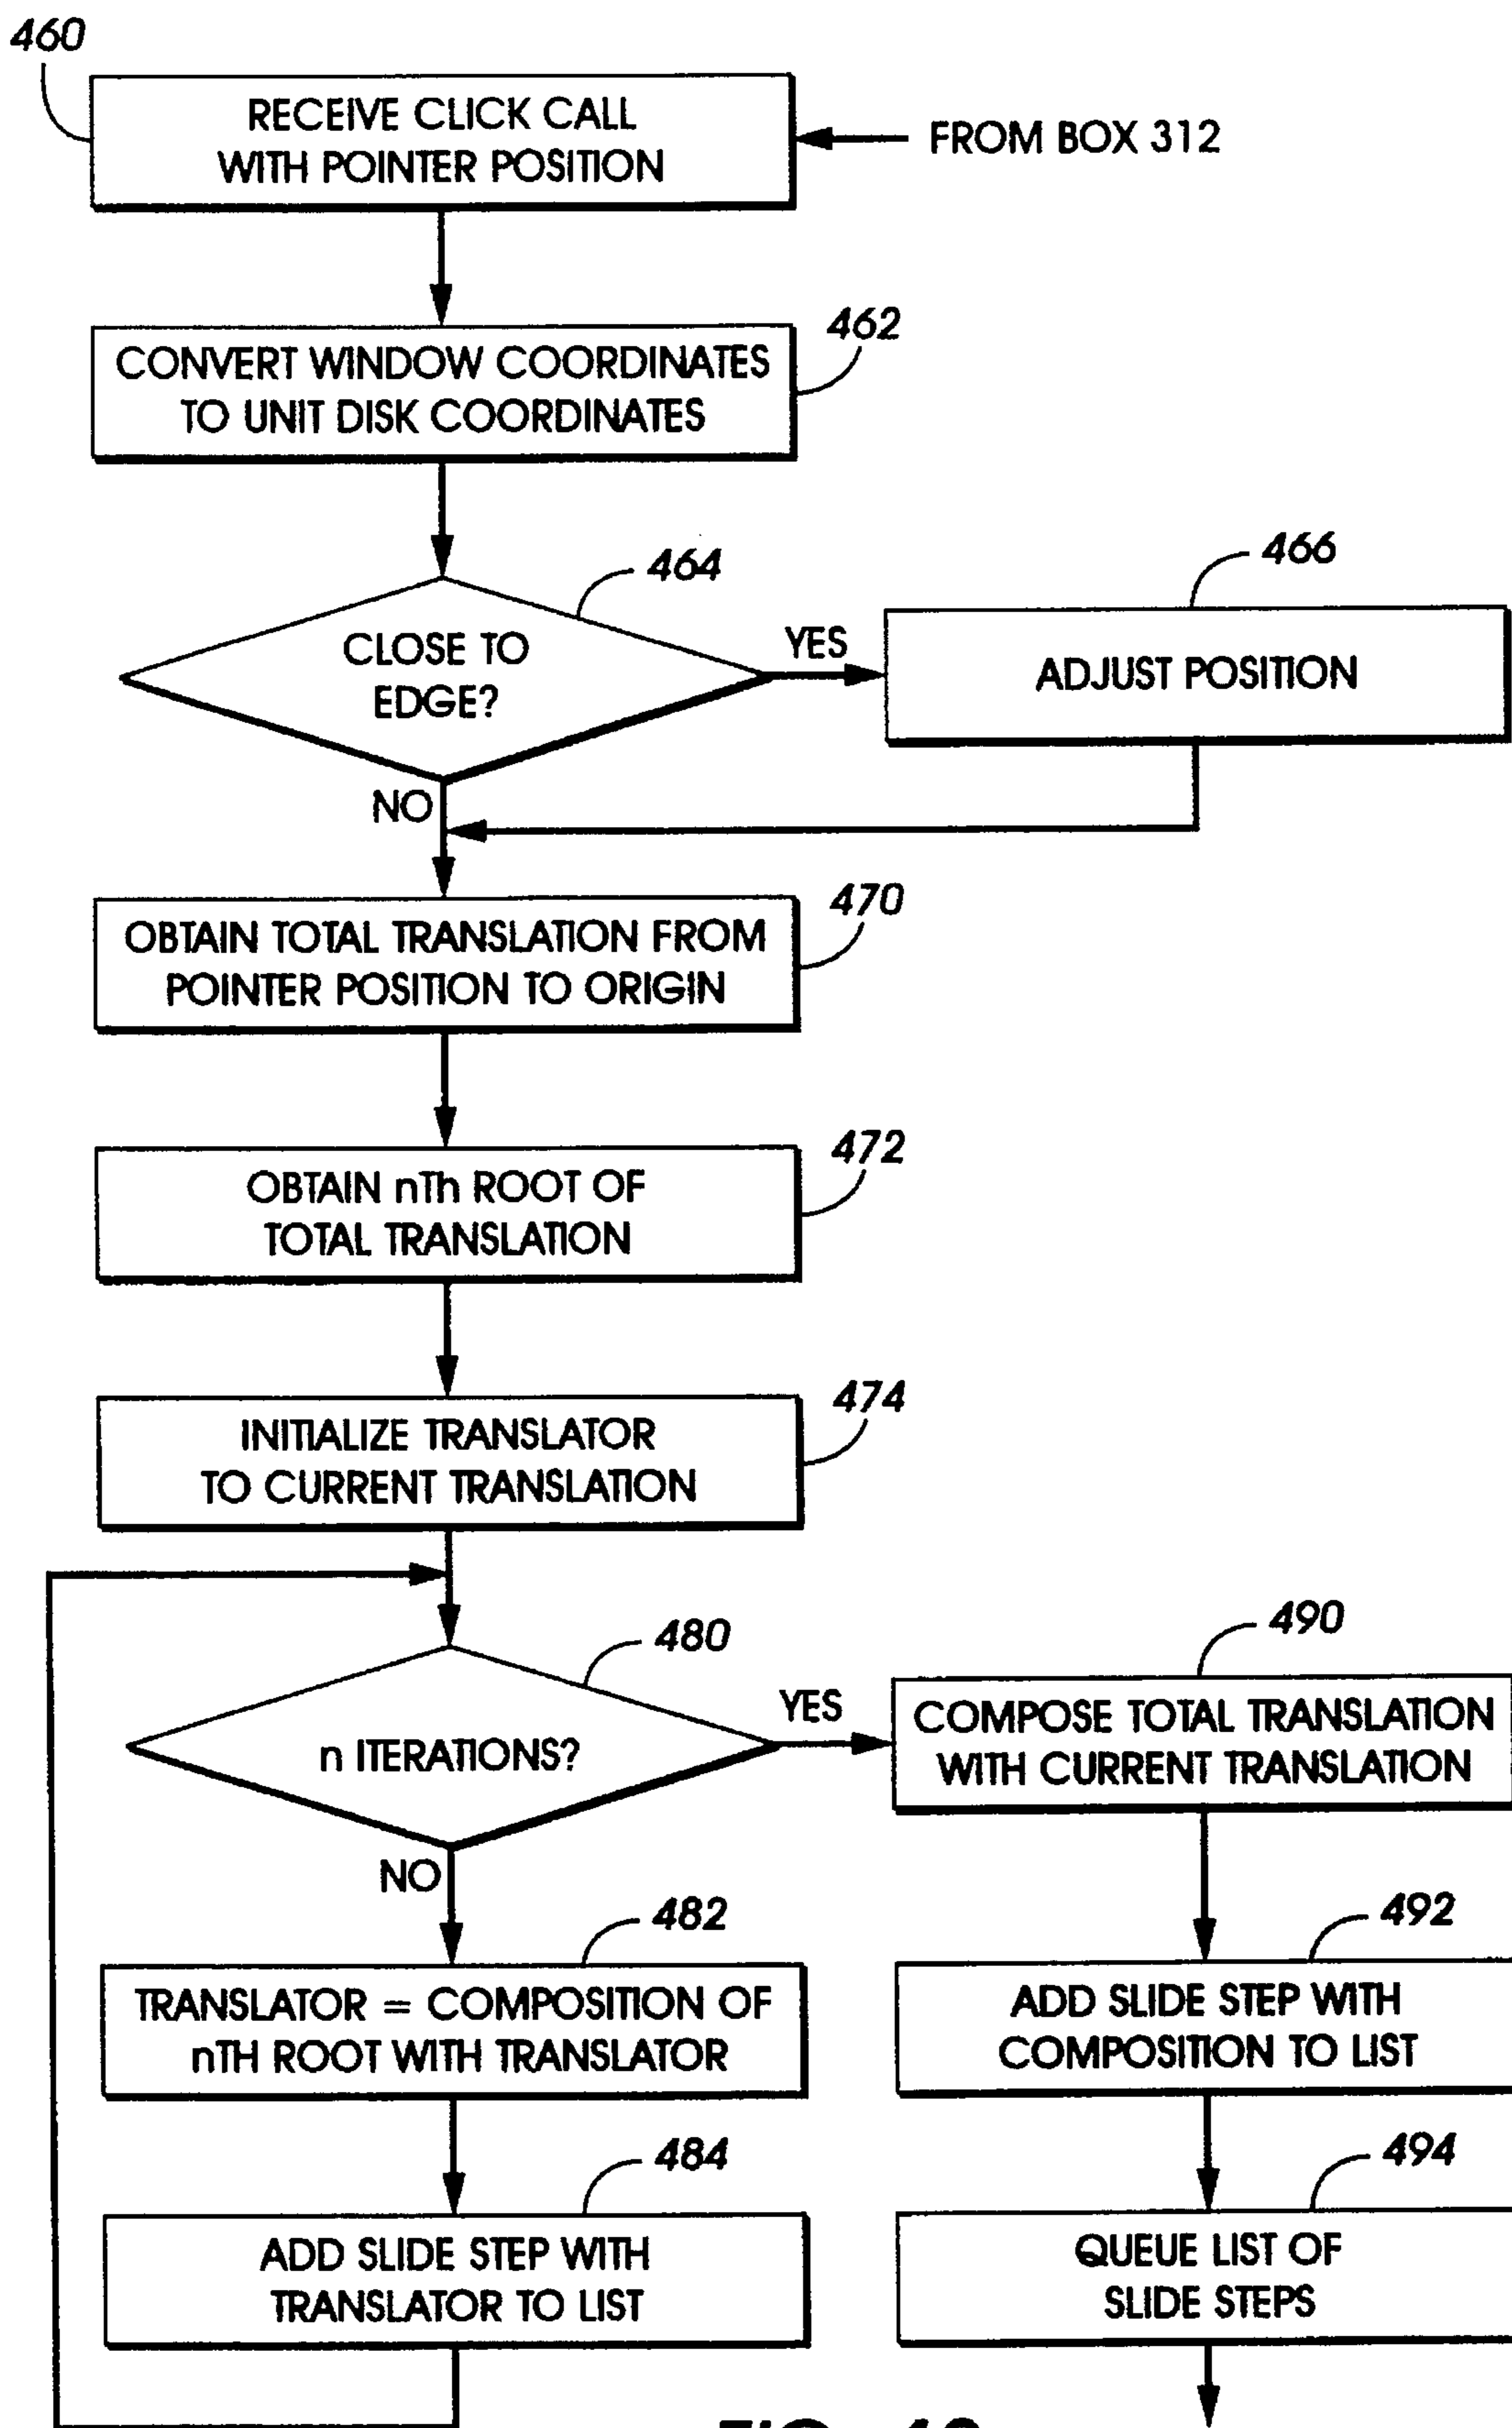 460
RECEIVE CLICK CALL
WITH POINTER POSITION
FROM BOX 312
462
CONVERT WINDOW COORDINATES
TO UNIT DISK COORDINATES
464
CLOSE TO
EDGE?
YES
466
ADJUST POSITION
NO
470
OBTAIN TOTAL TRANSLATION FROM
POINTER POSITION TO ORIGIN
472
OBTAIN nTh ROOT OF
TOTAL TRANSLATION
474
INITIALIZE TRANSLATOR
TO CURRENT TRANSLATION
480
n ITERATIONS?
YES
490
COMPOSE TOTAL TRANSLATION
WITH CURRENT TRANSLATION
NO
482
TRANSLATOR = COMPOSITION OF
nTH ROOT WITH TRANSLATOR
492
ADD SLIDE STEP WITH
COMPOSITION TO LIST
484
ADD SLIDE STEP WITH
TRANSLATOR TO LIST
494
QUEUE LIST OF
SLIDE STEPS